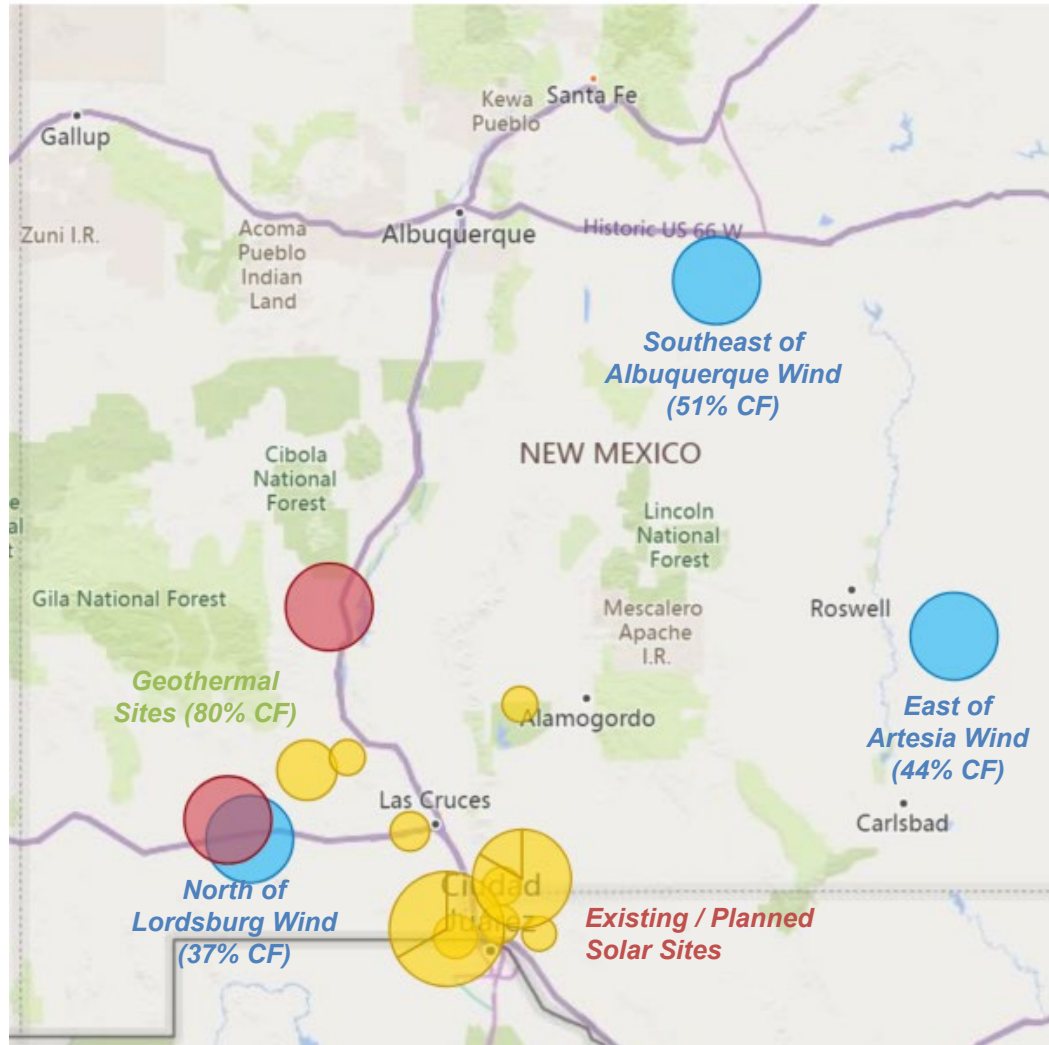 Santa Fe
Kewa
Pueblo
Gallup
Zuni I.R.
Acoma
Pueblo
Indian
Land
Albuquerque
Historic US 66 W
Southeast of
Albuquerque Wind
(51% CF)
NEW MEXICO
Cibola
National
Forest
Lincoln
National
Forest
Gila National Forest
Mescalero
Apache
I.R.
Roswell
Geothermal
Sites (80% CF)
Alamogordo
East of
Artesia Wind
(44% CF)
Las Cruces
Carlsbad
North of
Lordsburg Wind
(37% CF)
Ciudad
Juárez
Existing / Planned
Solar Sites